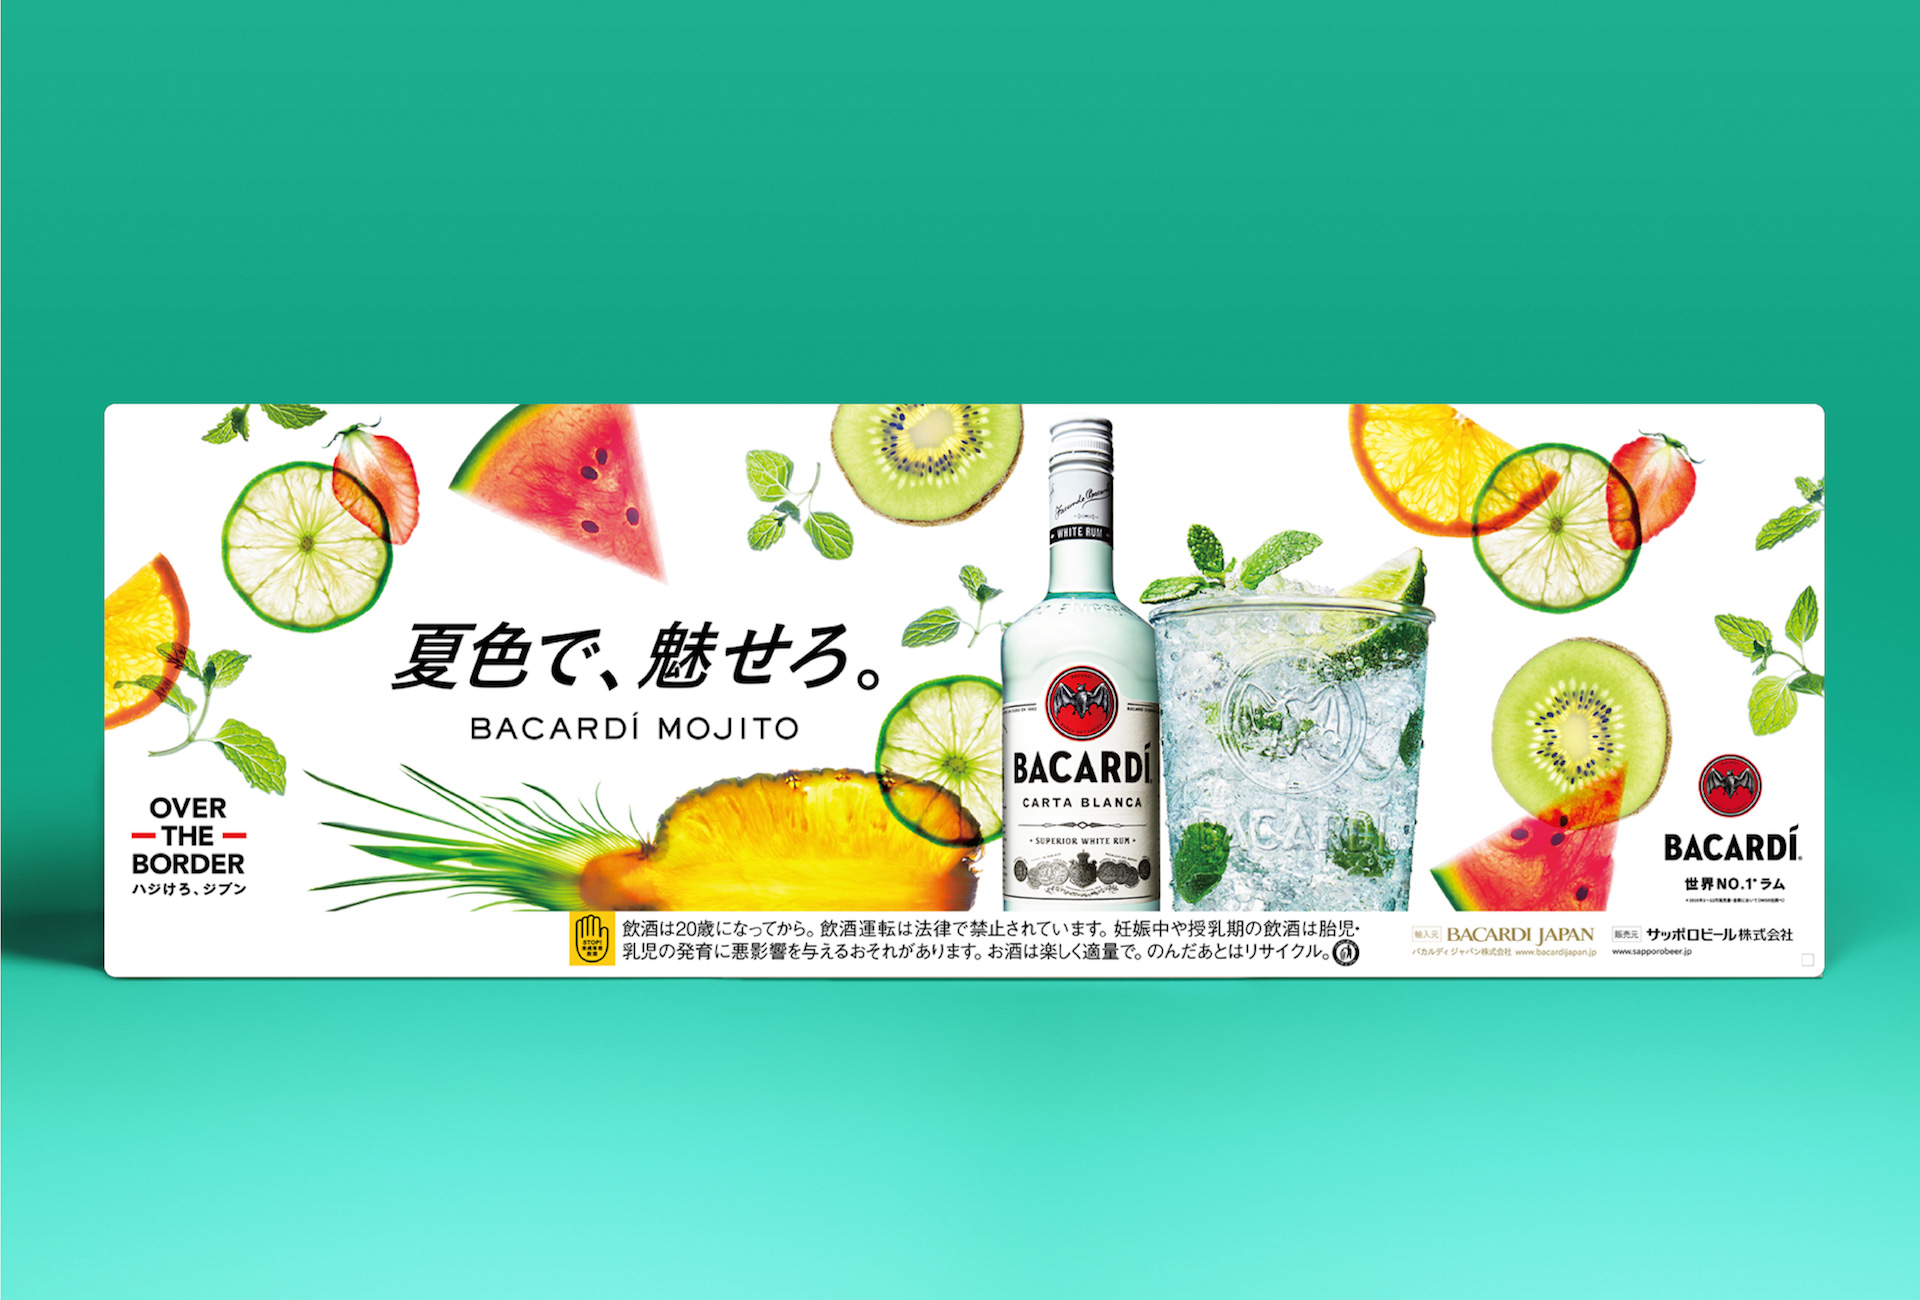 夏色で、魅せろ。
BACARDÍ MOJITO
OVER
THE
BORDER
ハジけろ、ジブン
WHITE RUM
BACARDÍ
CARTA BLANCA
SUPERIOR WHITE RUM
BACARDÍ
BACARDÍ
世界NO.1*ラム
STOP!
飲酒は20歳になってから。飲酒運転は法律で禁止されています。妊娠中や授乳期の飲酒は胎児・
乳児の発育に悪影響を与えるおそれがあります。お酒は楽しく適量で。のんだあとはリサイクル。
輸入元 BACARDI JAPAN
バカルディ ジャパン株式会社 www.bacardijapan.jp
販売元 サッポロビール株式会社
www.sapporobeer.jp